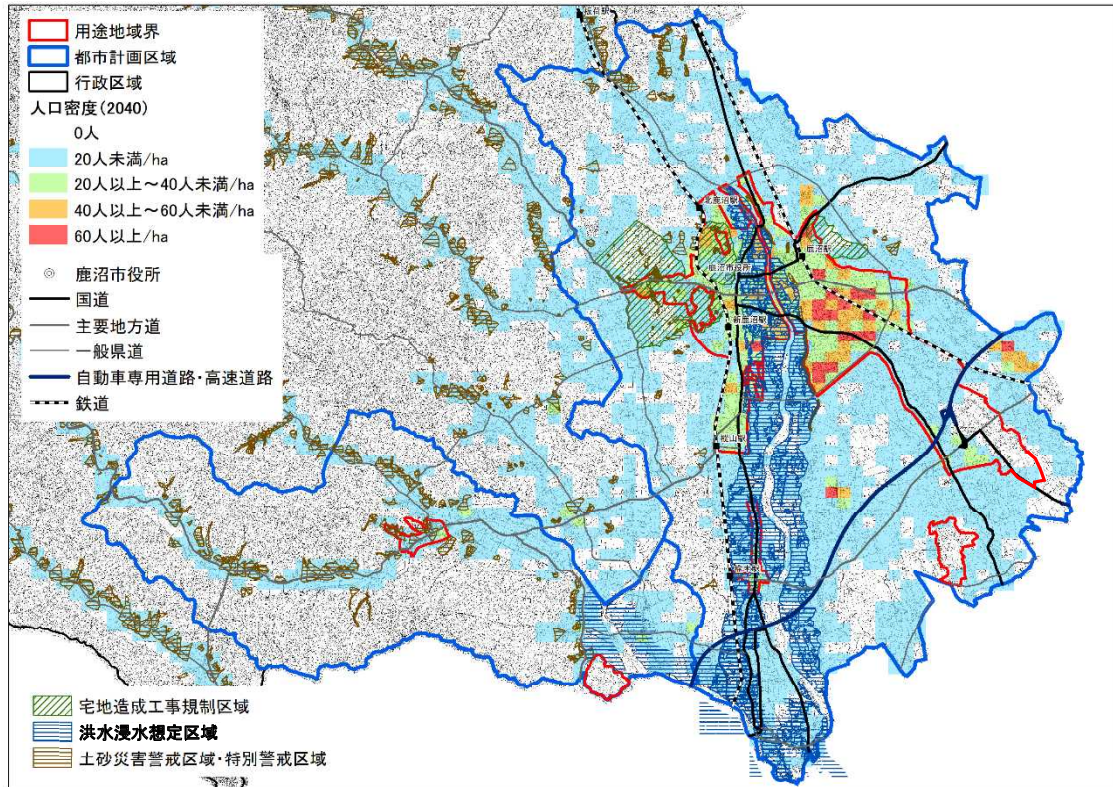 用途地域界
都市計画区域
行政区域
人口密度(2040)
0人
20人未満/ha
20人以上~40人未満/ha
40人以上~60人未満/ha
60人以上/ha
鹿沼市役所
国道
主要地方道
一般県道
自動車専用道路・高速道路
鉄道
北鹿沼駅
鹿沼駅
鹿沼市役所
新鹿沼駅
樅山駅
楡木駅
宅地造成工事規制区域
洪水浸水想定区域
土砂災害警戒区域・特別警戒区域